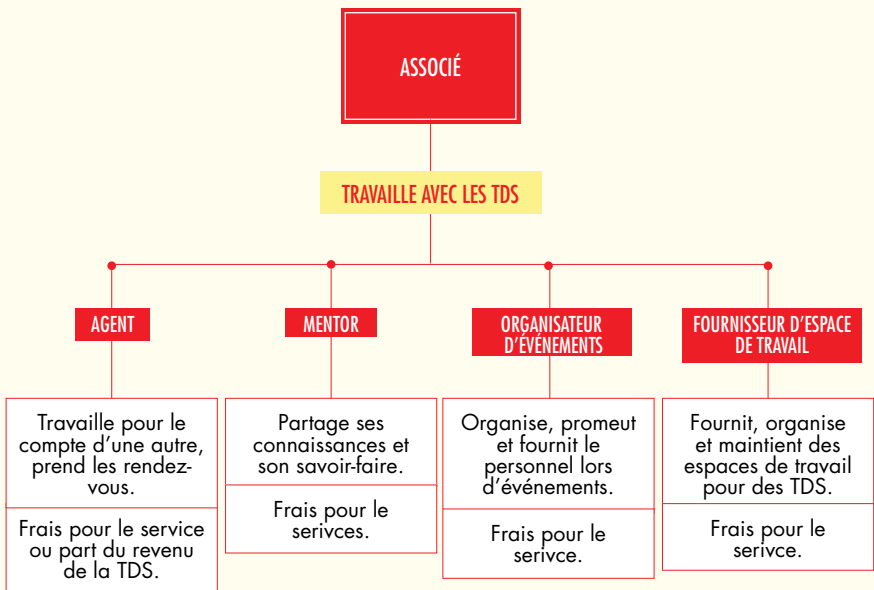 ASSOCIÉ
TRAVAILLE AVEC LES TDS
AGENT
Travaille pour le
compte d'une autre,
prend les rendez-
vous.
Frais pour le service
ou part du revenu
de la TDS.
MENTOR
Partage ses
connaissances et
son savoir-faire.
Frais pour le
serivces.
ORGANISATEUR
D'ÉVÉNEMENTS
Organise, promeut
et fournit le
personnel lors
d'événements.
Frais pour le
serivce.
FOURNISSEUR D'ESPACE
DE TRAVAIL
Fournit, organise
et maintient des
espaces de travail
pour des TDS.
Frais pour le
serivce.